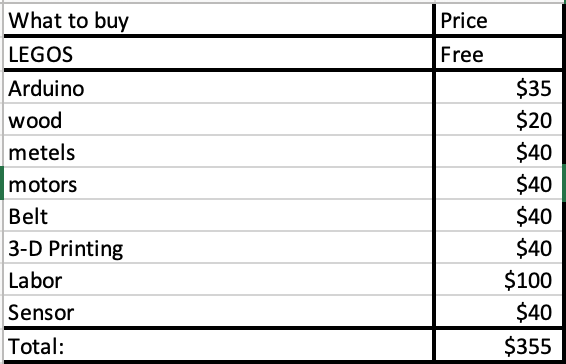 What to buy Price
LEGOS Free
Arduino $35
wood $20
metels $40
motors $40
Belt $40
3-D Printing $40
Labor $100
Sensor $40
Total: $355